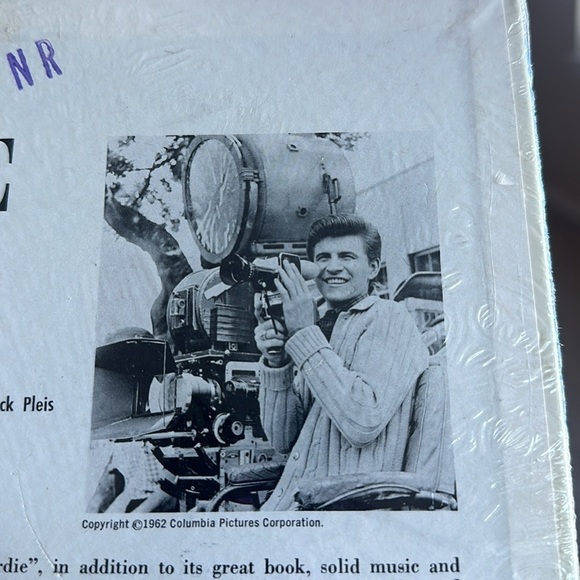 NR
E
ck Pleis
Copyright ©1962 Columbia Pictures Corporation.
rdie”, in addition to its great book, solid music and